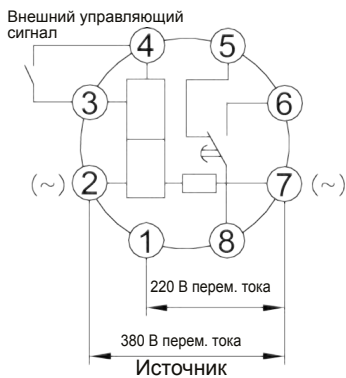 Внешний управляющий
сигнал
4
5
3
6
(~)
2
7
(~)
1
8
220 В перем. тока
380 В перем. тока
Источник